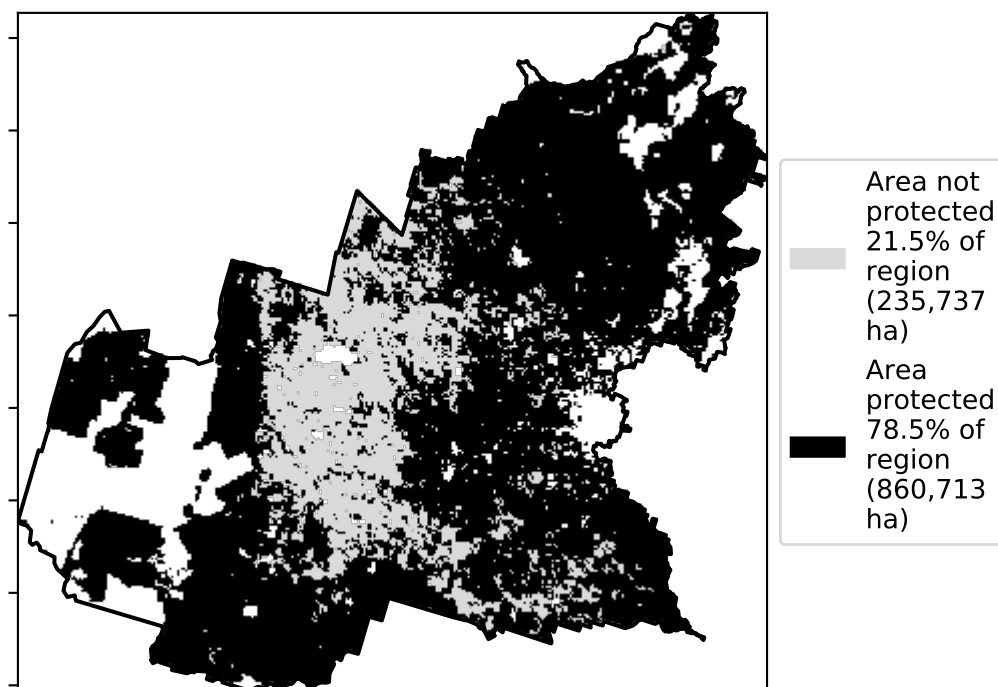 Area not
protected
21.5% of
region
(235,737
ha)
Area
protected
78.5% of
region
(860,713
ha)